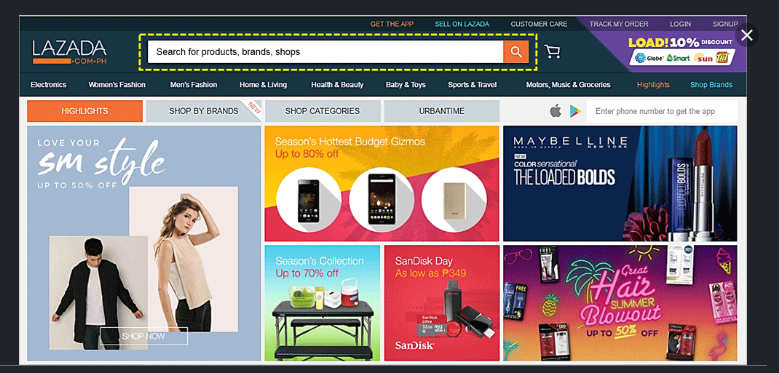 GET THE APP SELL ON LAZADA CUSTOMER CARE TRACK MY ORDER LOGIN SIGNUP
LAZADA
.COM.PH
Search for products, brands, shops
LOAD! 10% DISCOUNT
Globe Smart Sun
Electronics Women's Fashion Men's Fashion Home & Living Health & Beauty Baby & Toys Sports & Travel Motors, Music & Groceries Highlights Shop Brands
HIGHLIGHTS SHOP BY BRANDS NEW SHOP CATEGORIES URBANTIME Enter phone number to get the app
LOVE YOUR
sm style
UP TO 50% OFF
SHOP NOW
Season's Hottest Budget Gizmos
Up to 80% off
MAYBELLINE
NEW YORK
NEW
COLOR sensational
THE LOADED BOLDS
Season's Collection
Up to 70% off
SanDisk Day
As low as ₱349
SanDisk
Great
Hair
SUMMER
Blowout
UP TO 50% OFF
FREE